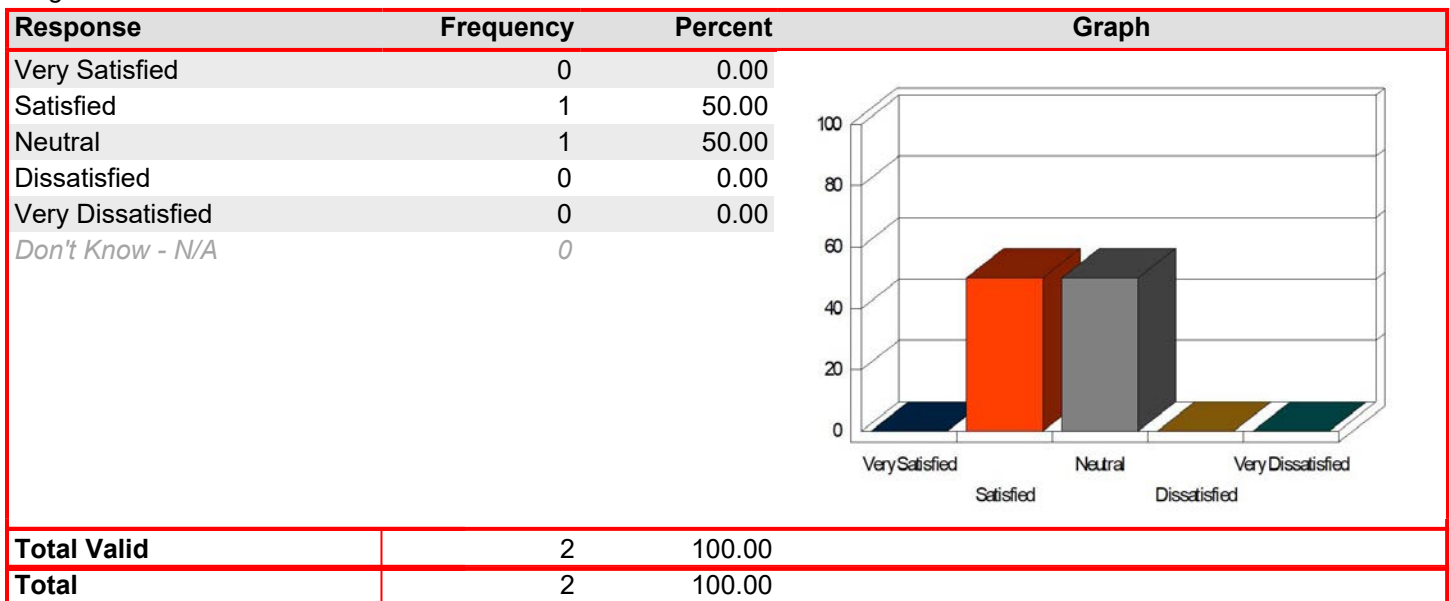 Response Frequency Percent Graph
Very Satisfied 0 0.00
Satisfied 1 50.00
Neutral 1 50.00
Dissatisfied 0 0.00
Very Dissatisfied 0 0.00
Don't Know - N/A 0
100
80
60
40
20
0
Very Satisfied Neutral Very Dissatisfied
Satisfied Dissatisfied
Total Valid 2 100.00
Total 2 100.00